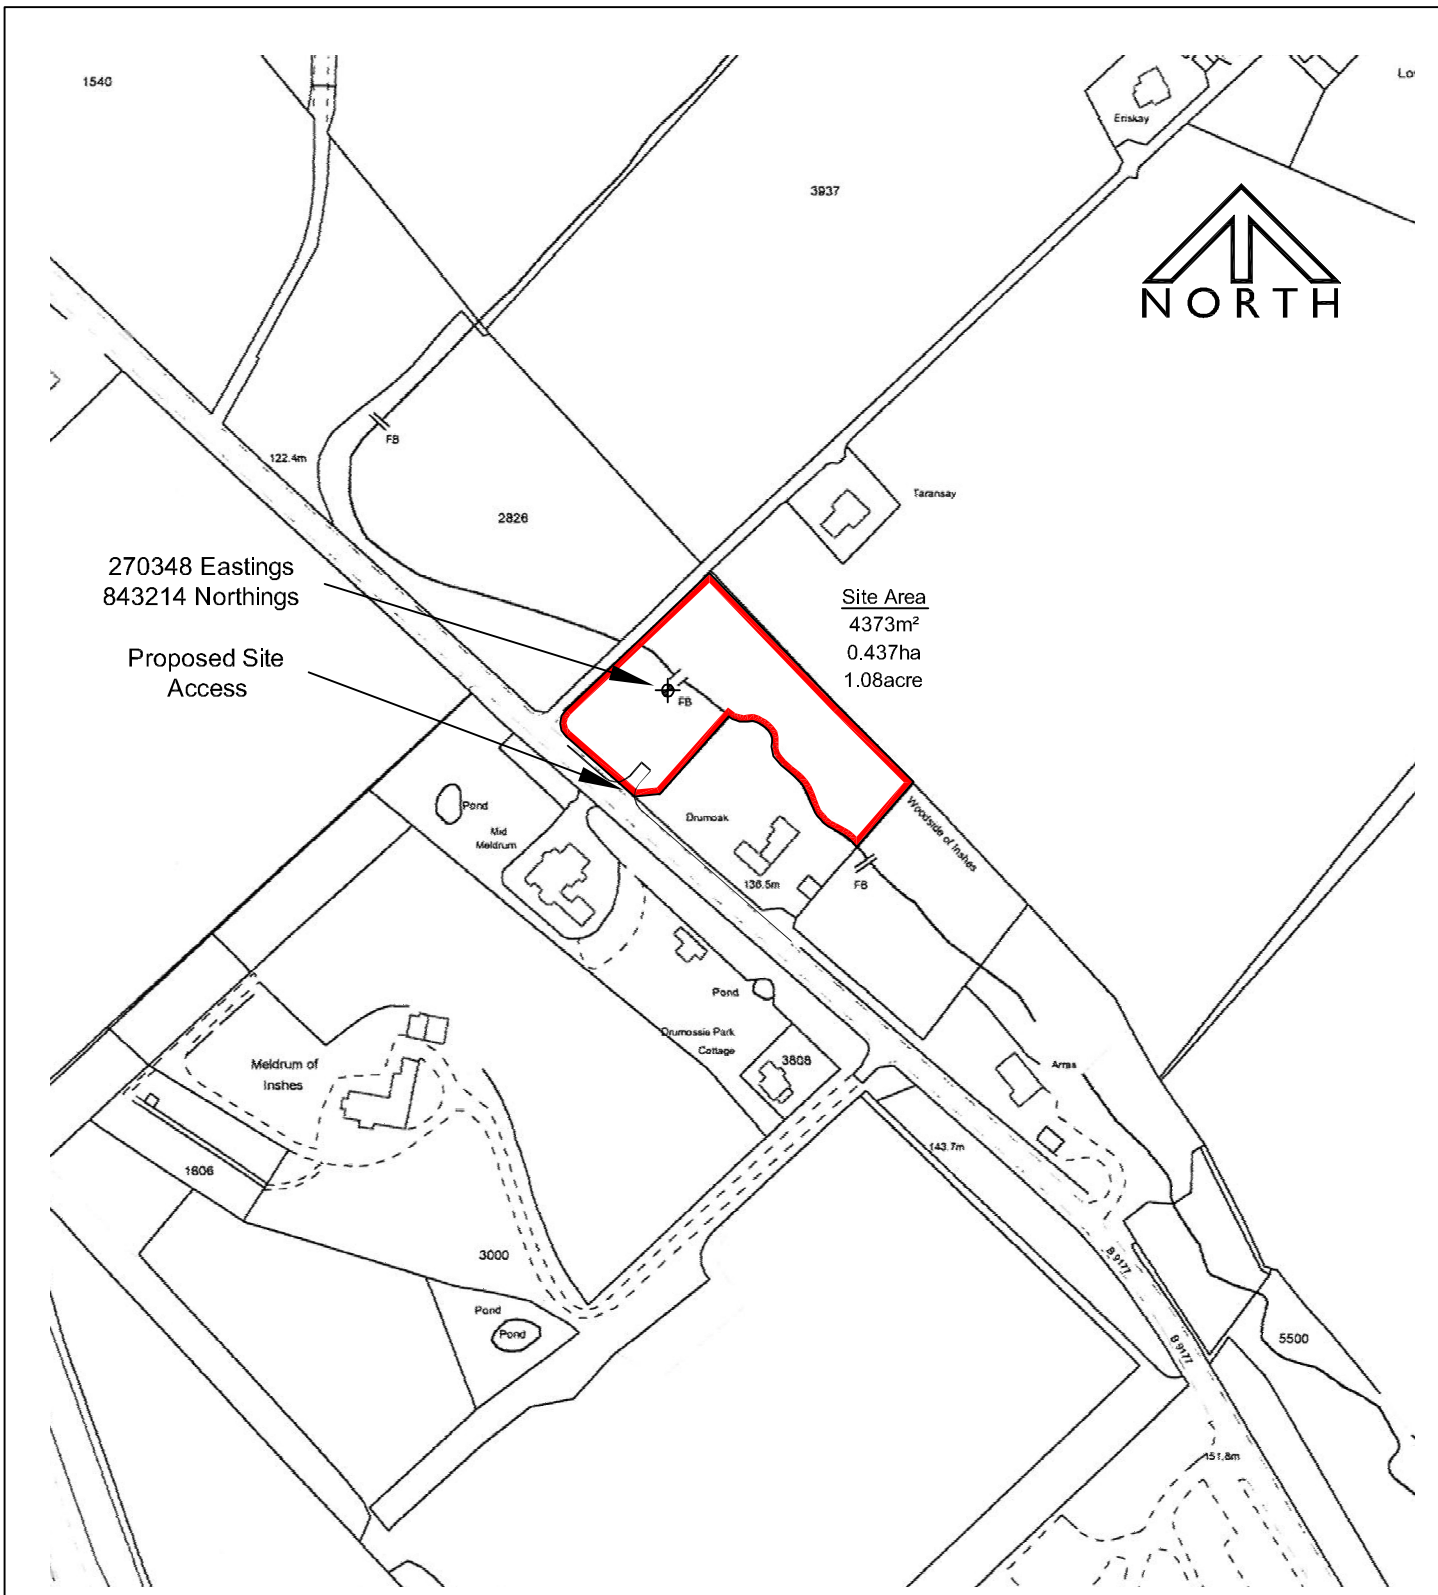 1540
Lo
Eriskay
3937
NORTH
FB
122.4m
2826
Taransay
270348 Eastings
843214 Northings
Site Area
4373m²
0.437ha
1.08acre
Proposed Site
Access
FB
Pond
Mid
Meldrum
Drumoak
Woodside of Inshes
136.5m
FB
Pond
Drumossie Park
Cottage
3808
Meldrum of
Inshes
Arras
143.7m
1606
3000
B 9177
Pond
Pond
B 9177
5500
151.8m